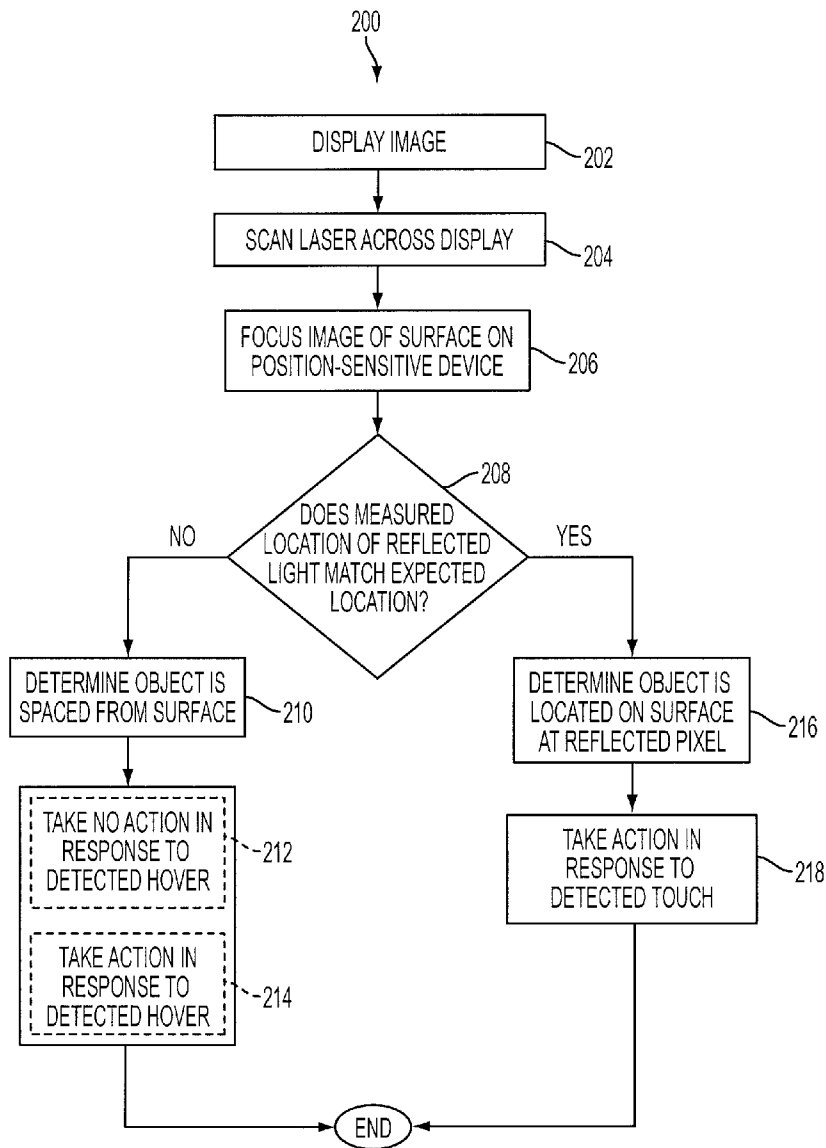 200
DISPLAY IMAGE
202
SCAN LASER ACROSS DISPLAY
204
FOCUS IMAGE OF SURFACE ON
POSITION-SENSITIVE DEVICE
206
208
DOES MEASURED
LOCATION OF REFLECTED
LIGHT MATCH EXPECTED
LOCATION?
NO
YES
DETERMINE OBJECT IS
SPACED FROM SURFACE
210
TAKE NO ACTION IN
RESPONSE TO
DETECTED HOVER
212
TAKE ACTION IN
RESPONSE TO
DETECTED HOVER
214
DETERMINE OBJECT IS
LOCATED ON SURFACE
AT REFLECTED PIXEL
216
TAKE ACTION IN
RESPONSE TO
DETECTED TOUCH
218
END